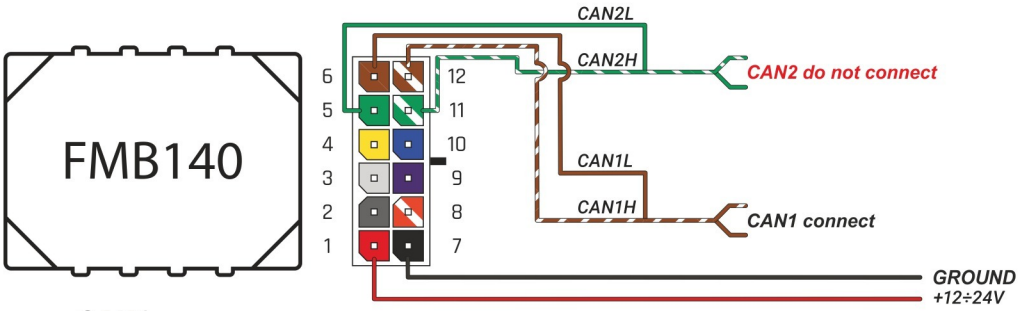 CAN2L
CAN2H
CAN2 do not connect
FMB140
6 12
5 11
4 10
3 9
2 8
1 7
CAN1L
CAN1H
CAN1 connect
GROUND
+12÷24V